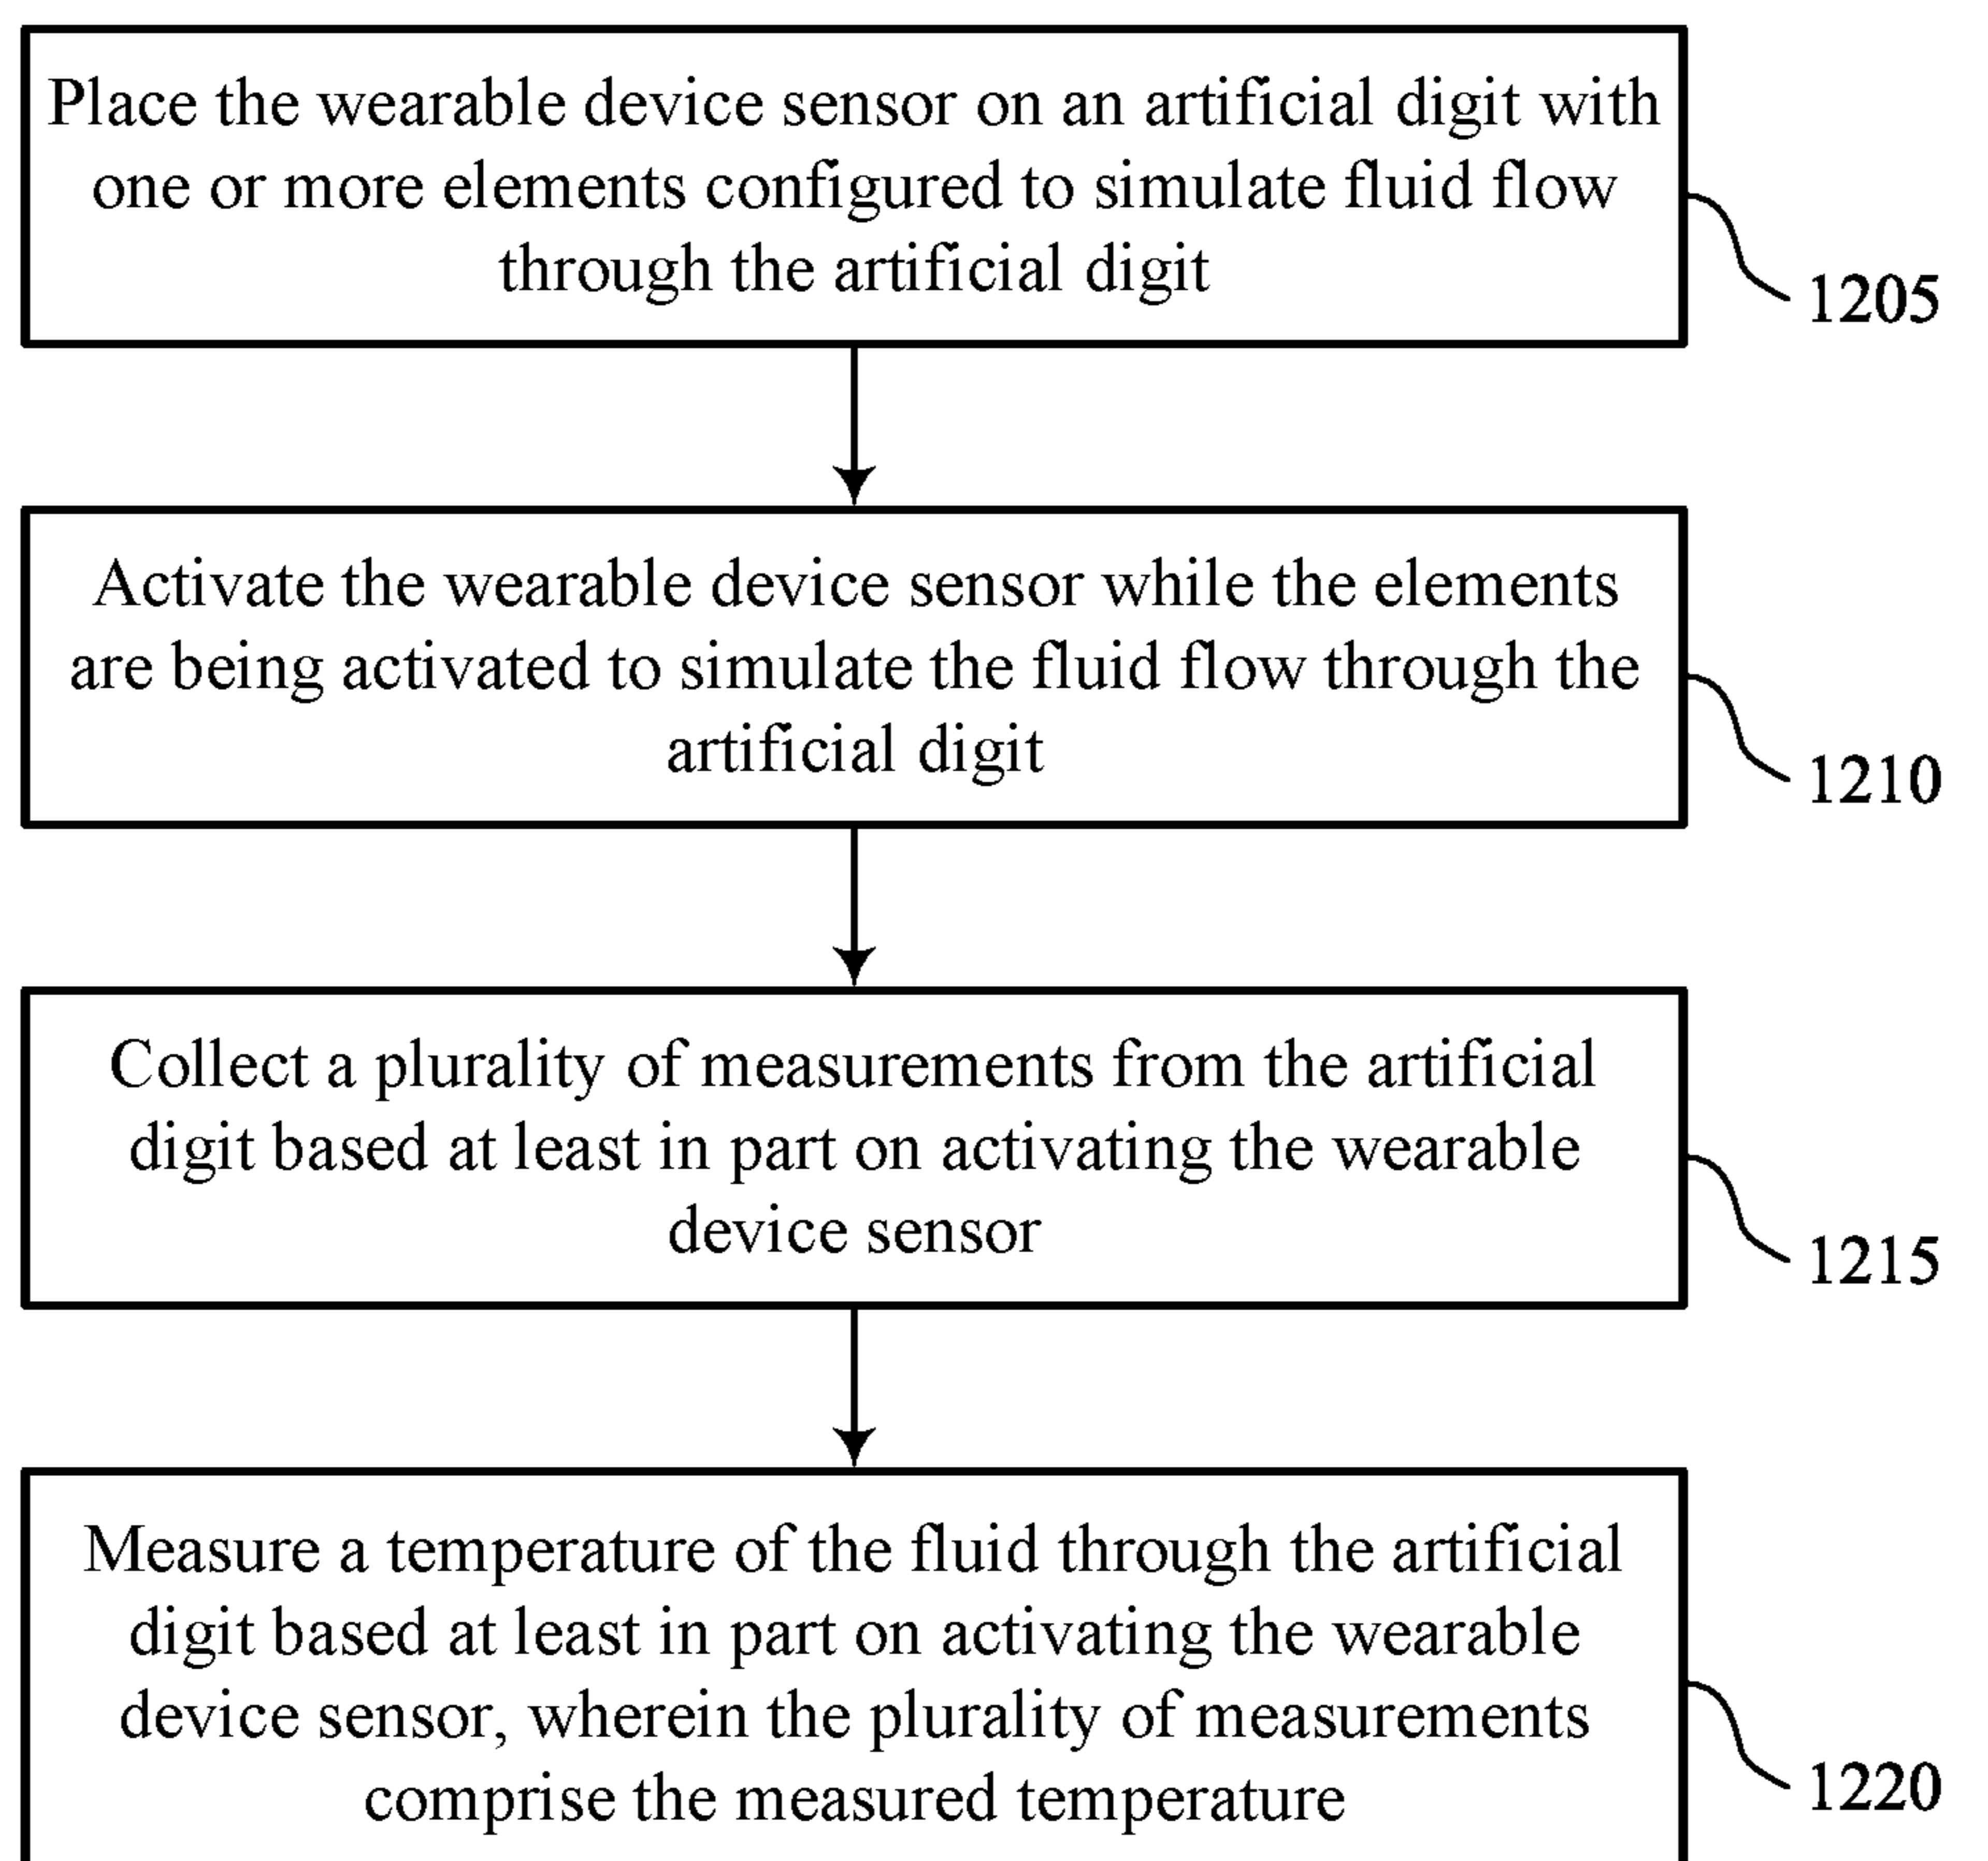 Place the wearable device sensor on an artificial digit with
one or more elements configured to simulate fluid flow
through the artificial digit
1205
Activate the wearable device sensor while the elements
are being activated to simulate the fluid flow through the
artificial digit
1210
Collect a plurality of measurements from the artificial
digit based at least in part on activating the wearable
device sensor
1215
Measure a temperature of the fluid through the artificial
digit based at least in part on activating the wearable
device sensor, wherein the plurality of measurements
comprise the measured temperature
1220